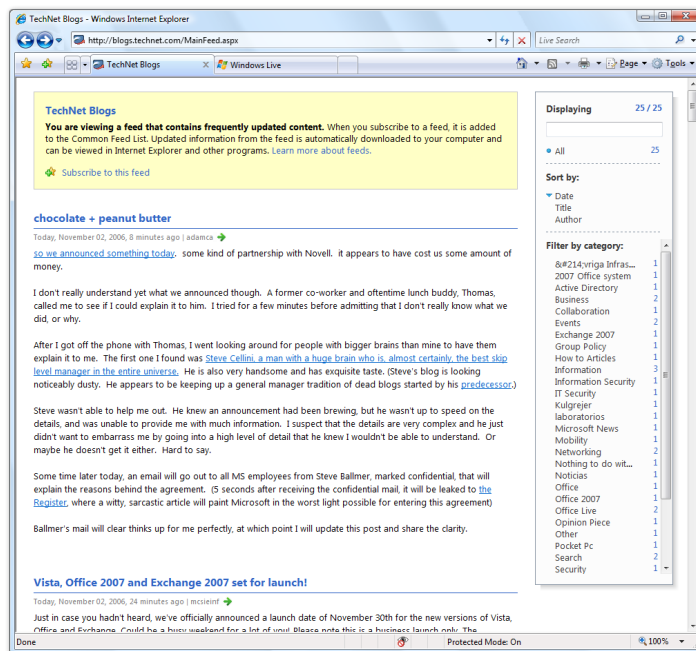 TechNet Blogs - Windows Internet Explorer
http://blogs.technet.com/MainFeed.aspx
Live Search
TechNet Blogs
Windows Live
Page
Tools
TechNet Blogs
You are viewing a feed that contains frequently updated content. When you subscribe to a feed, it is added
to the Common Feed List. Updated information from the feed is automatically downloaded to your computer and
can be viewed in Internet Explorer and other programs. Learn more about feeds.
Subscribe to this feed
chocolate + peanut butter
Today, November 02, 2006, 8 minutes ago | adamca
so we announced something today. some kind of partnership with Novell. it appears to have cost us some amount of
money.
I don't really understand yet what we announced though. A former co-worker and oftentime lunch buddy, Thomas,
called me to see if I could explain it to him. I tried for a few minutes before admitting that I don't really know what we
did, or why.
After I got off the phone with Thomas, I went looking around for people with bigger brains than mine to have them
explain it to me. The first one I found was Steve Cellini, a man with a huge brain who is, almost certainly, the best skip
level manager in the entire universe. He is also very handsome and has exquisite taste. (Steve's blog is looking
noticeably dusty. He appears to be keeping up a general manager tradition of dead blogs started by his predecessor.)
Steve wasn't able to help me out. He knew an announcement had been brewing, but he wasn't up to speed on the
details, and was unable to provide me with much information. I suspect that the details are very complex and he just
didn't want to embarrass me by going into a high level of detail that he knew I wouldn't be able to understand. Or
maybe he doesn't get it either. Hard to say.
Some time later today, an email will go out to all MS employees from Steve Ballmer, marked confidential, that will
explain the reasons behind the agreement. (5 seconds after receiving the confidential mail, it will be leaked to the
Register, where a witty, sarcastic article will paint Microsoft in the worst light possible for entering this agreement)
Ballmer's mail will clear thinks up for me perfectly, at which point I will update this post and share the clarity.
Vista, Office 2007 and Exchange 2007 set for launch!
Today, November 02, 2006, 24 minutes ago | mcsieinf
Just in case you hadn't heard, we've officially announced a launch date of November 30th for the new versions of Vista,
Office and Exchange. Could be a busy weekend for a lot of you! Please note this is a business launch only. The
Displaying 25 / 25
All 25
Sort by:
Date
Title
Author
Filter by category:
&#214;vriga Infras... 1
2007 Office system 1
Active Directory 1
Business 2
Collaboration 1
Events 2
Exchange 2007 1
Group Policy 1
How to Articles 1
Information 3
Information Security 1
IT Security 1
Kulgrejer 1
laboratorios 1
Microsoft News 1
Mobility 1
Networking 2
Nothing to do wit... 1
Noticias 1
Office 1
Office 2007 1
Office Live 2
Opinion Piece 1
Other 1
Pocket Pc 1
Search 2
Security 1
Done
Protected Mode: On
100%